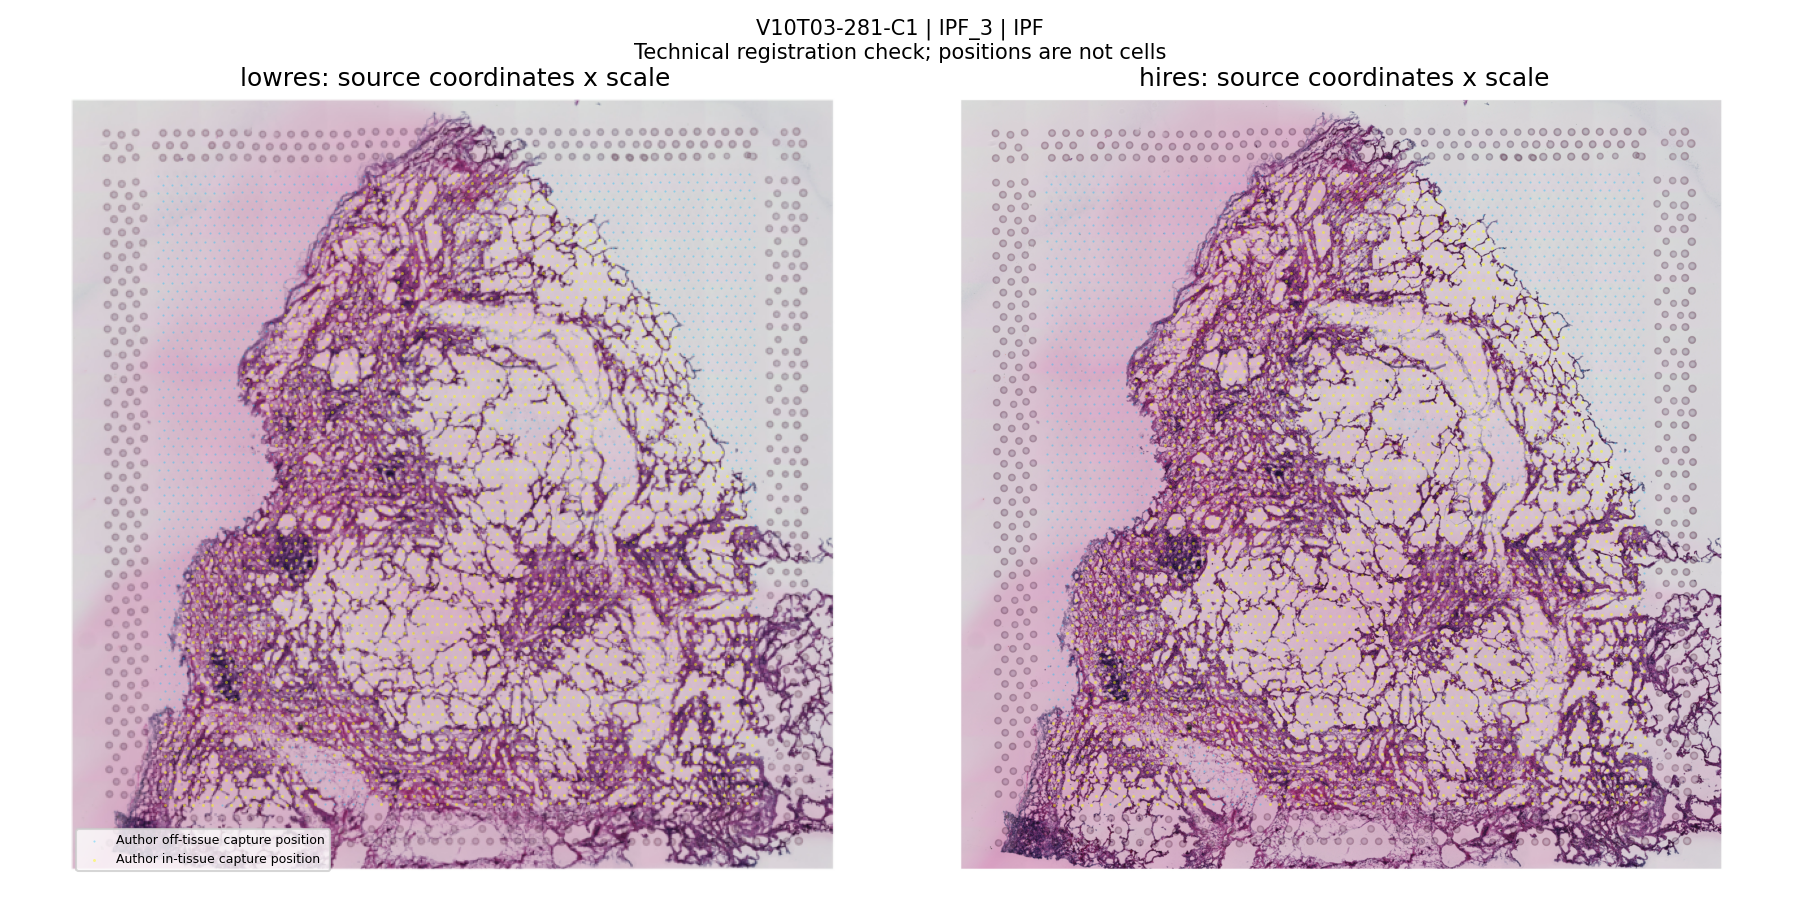 V10T03-281-C1 | IPF_3 | IPF
Technical registration check; positions are not cells
lowres: source coordinates x scale
hires: source coordinates x scale
Author off-tissue capture position
Author in-tissue capture position